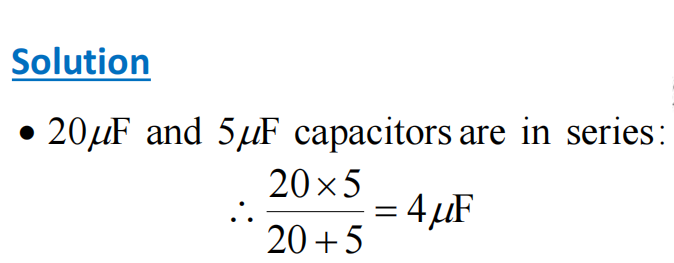 Solution
• 20μF and 5μF capacitors are in series:
∴ 20×5 / 20+5 = 4μF